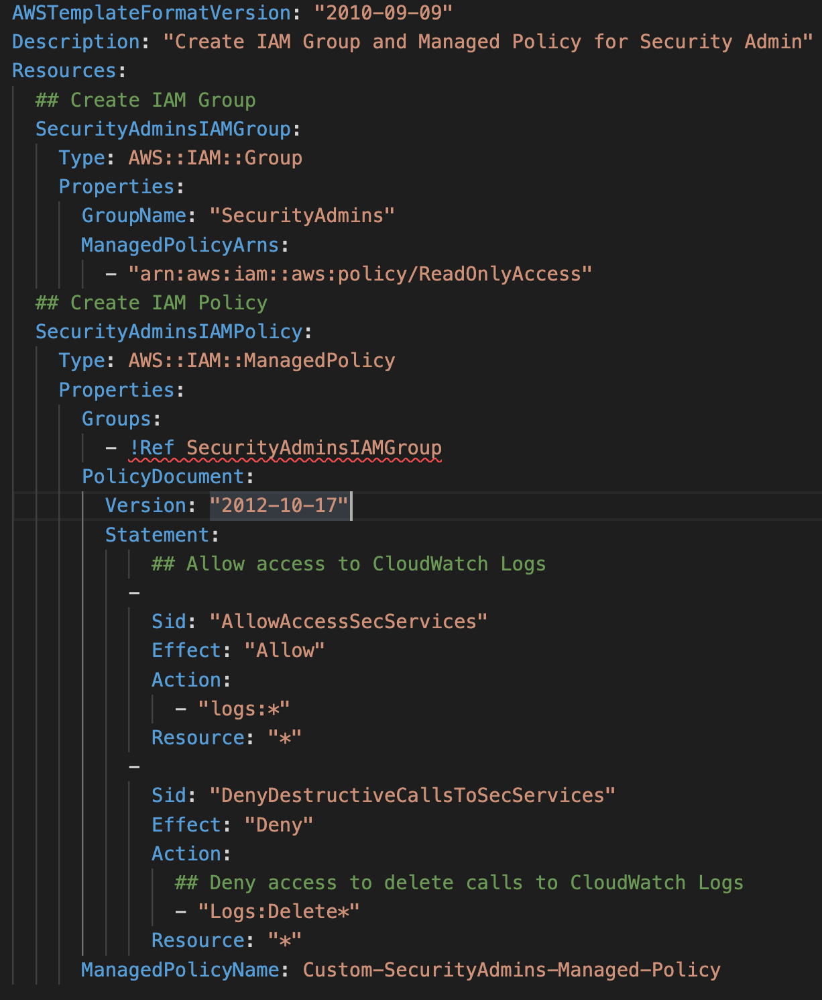 AWSTemplateFormatVersion: "2010-09-09"
Description: "Create IAM Group and Managed Policy for Security Admin"
Resources:
  ## Create IAM Group
  SecurityAdminsIAMGroup:
    Type: AWS::IAM::Group
    Properties:
      GroupName: "SecurityAdmins"
      ManagedPolicyArns:
        - "arn:aws:iam::aws:policy/ReadOnlyAccess"
  ## Create IAM Policy
  SecurityAdminsIAMPolicy:
    Type: AWS::IAM::ManagedPolicy
    Properties:
      Groups:
        - !Ref SecurityAdminsIAMGroup
      PolicyDocument:
        Version: "2012-10-17"
        Statement:
            ## Allow access to CloudWatch Logs
          -
            Sid: "AllowAccessSecServices"
            Effect: "Allow"
            Action:
              - "logs:*"
            Resource: "*"
          -
            Sid: "DenyDestructiveCallsToSecServices"
            Effect: "Deny"
            Action:
              ## Deny access to delete calls to CloudWatch Logs
              - "Logs:Delete*"
            Resource: "*"
      ManagedPolicyName: Custom-SecurityAdmins-Managed-Policy